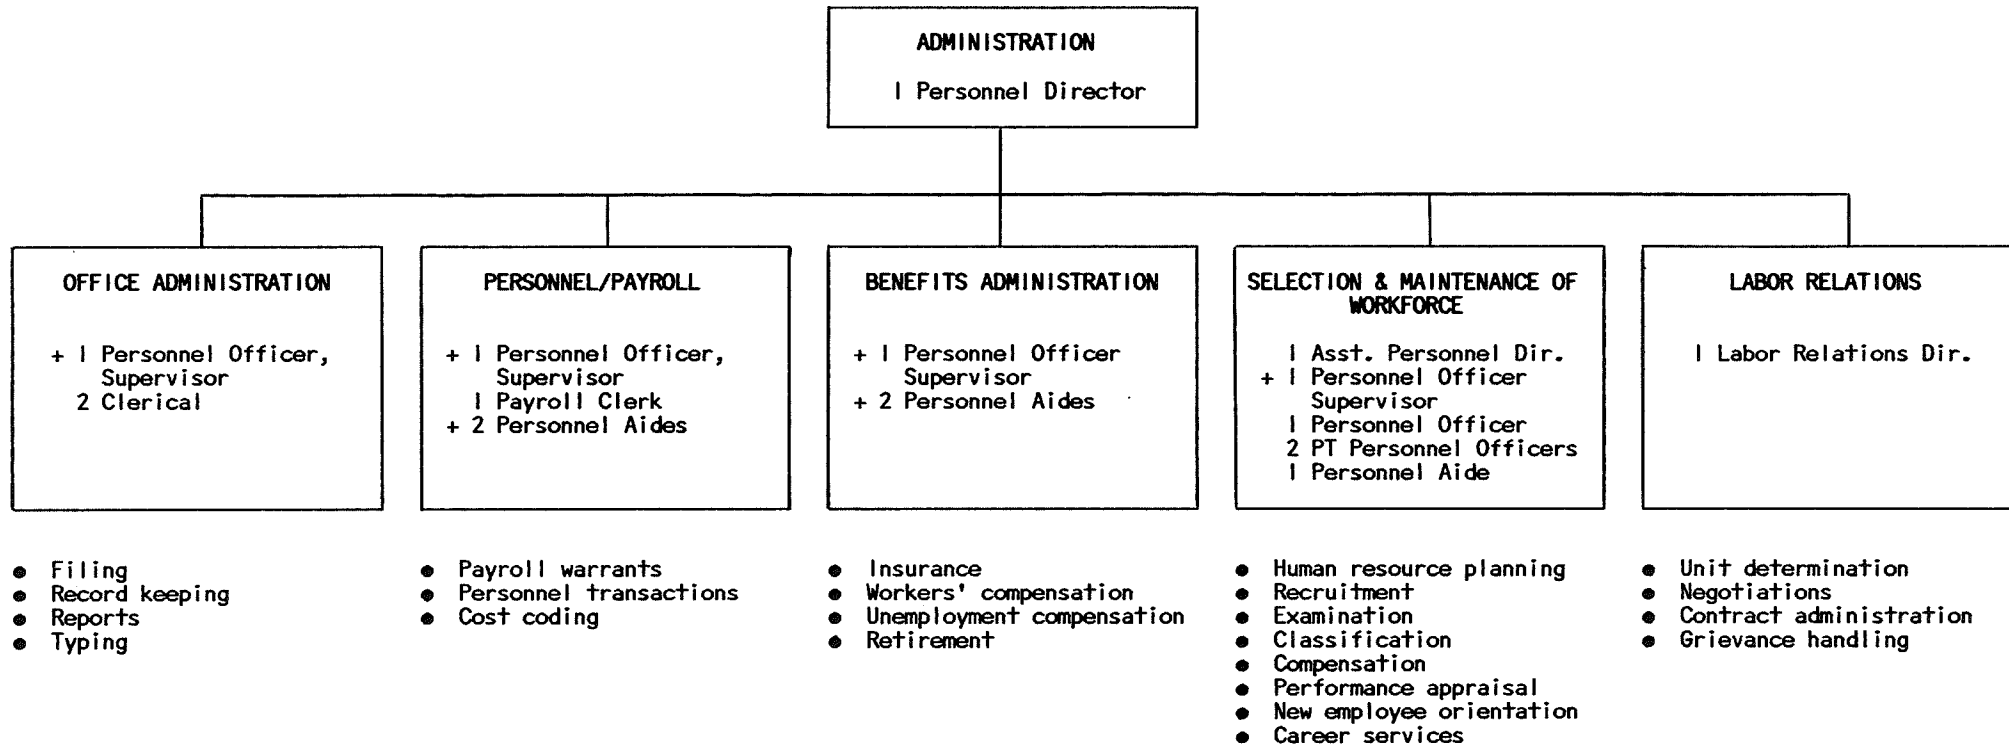 ADMINISTRATION
1 Personnel Director
OFFICE ADMINISTRATION
+ 1 Personnel Officer,
Supervisor
2 Clerical
PERSONNEL/PAYROLL
+ 1 Personnel Officer,
Supervisor
1 Payroll Clerk
+ 2 Personnel Aides
BENEFITS ADMINISTRATION
+ 1 Personnel Officer
Supervisor
+ 2 Personnel Aides
SELECTION & MAINTENANCE OF
WORKFORCE
1 Asst. Personnel Dir.
+ 1 Personnel Officer
Supervisor
1 Personnel Officer
2 PT Personnel Officers
1 Personnel Aide
LABOR RELATIONS
1 Labor Relations Dir.
● Filing
● Record keeping
● Reports
● Typing
● Payroll warrants
● Personnel transactions
● Cost coding
● Insurance
● Workers' compensation
● Unemployment compensation
● Retirement
● Human resource planning
● Recruitment
● Examination
● Classification
● Compensation
● Performance appraisal
● New employee orientation
● Career services
● Unit determination
● Negotiations
● Contract administration
● Grievance handling